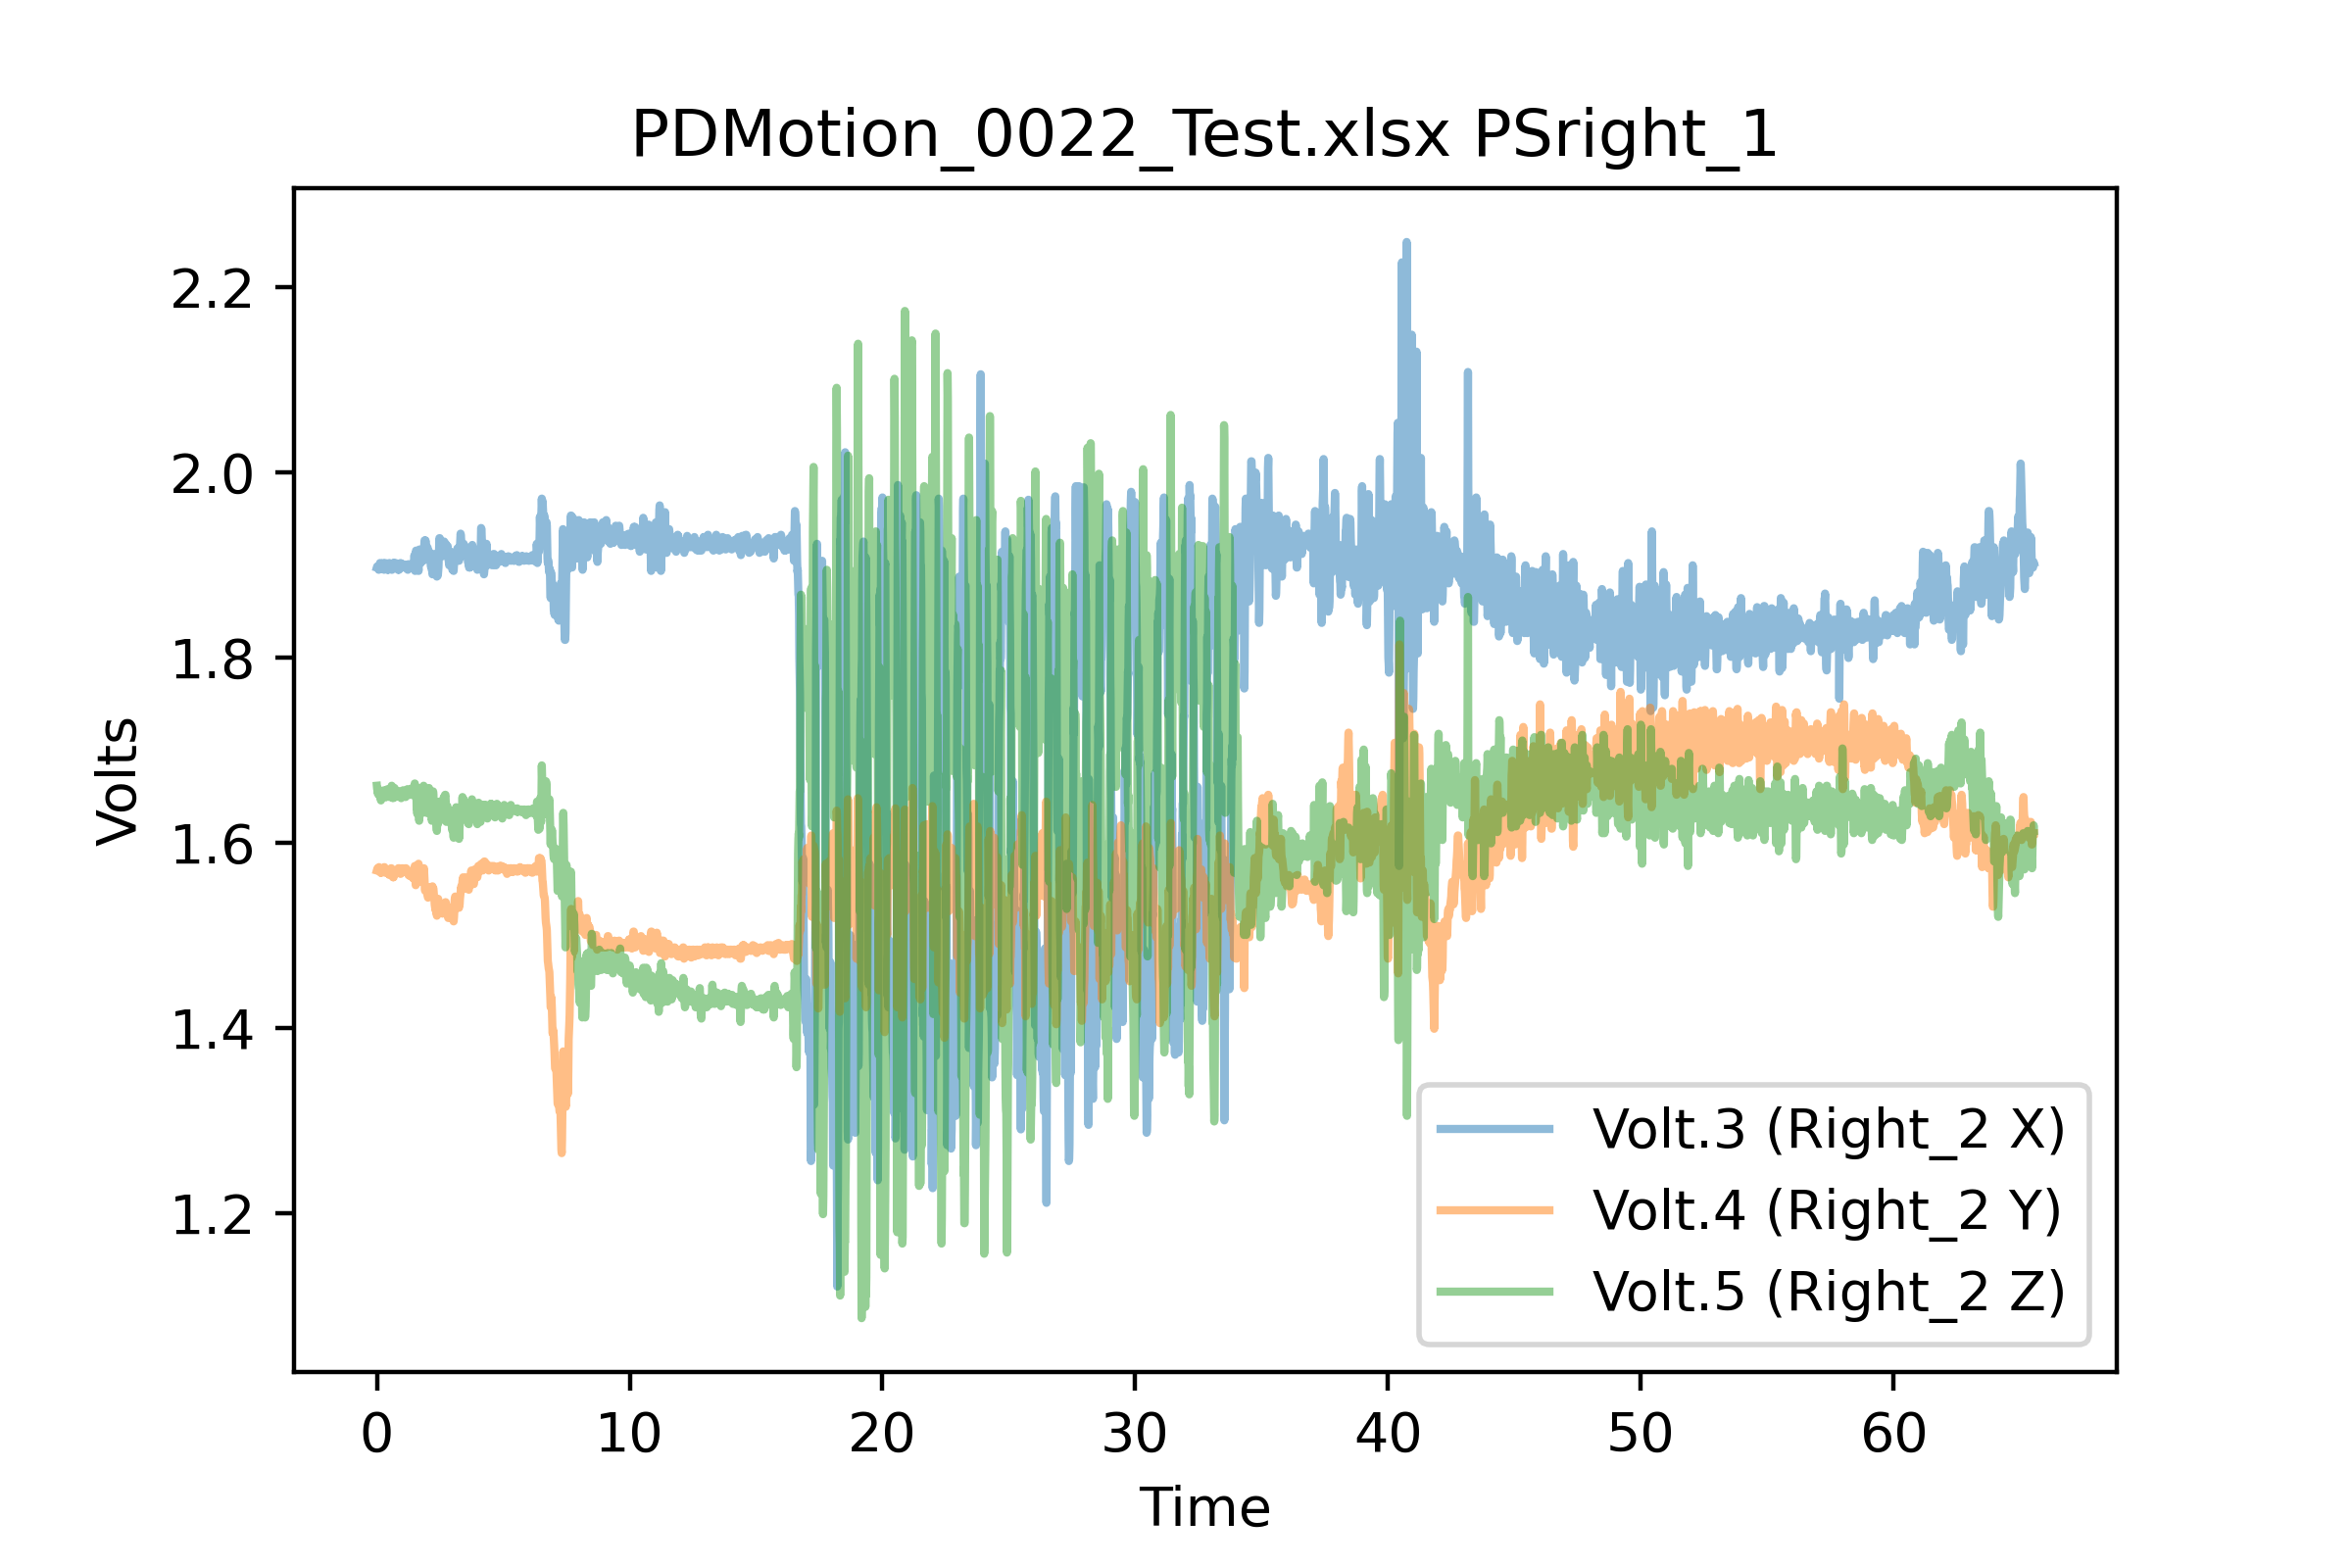 PDMotion_0022_Test.xlsx PSright_1
2.2
2.0
1.8
1.6
1.4
1.2
Volts
0 10 20 30 40 50 60
Time
Volt.3 (Right_2 X)
Volt.4 (Right_2 Y)
Volt.5 (Right_2 Z)